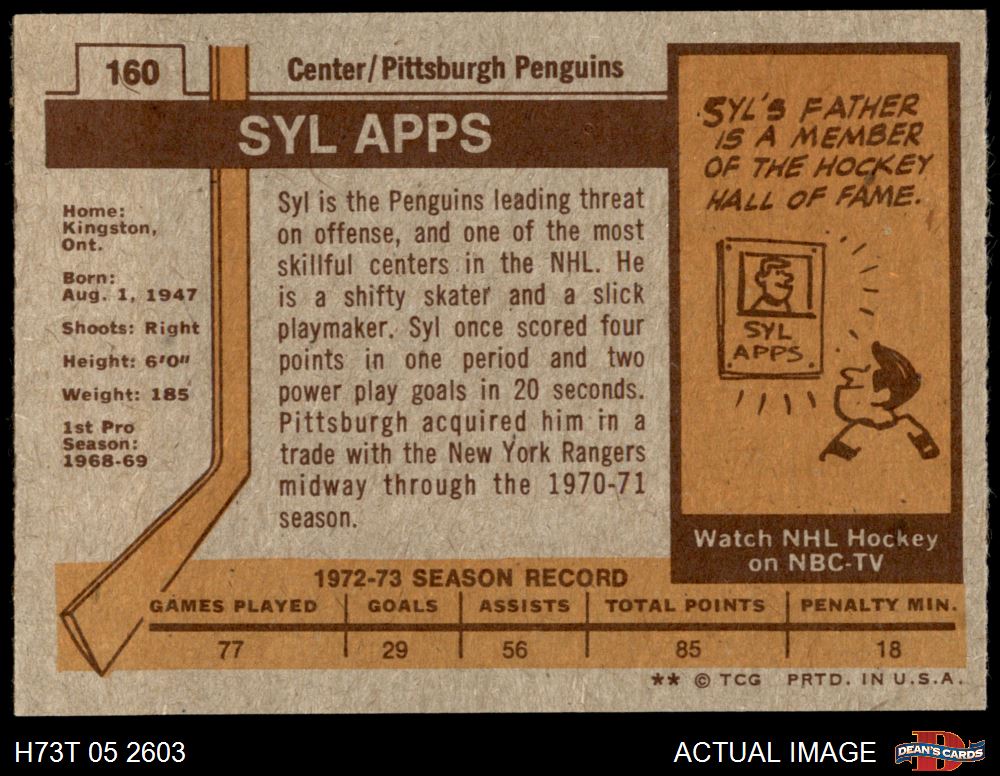 160
Center/Pittsburgh Penguins
SYL APPS
Home:
Kingston,
Ont.
Born:
Aug. 1, 1947
Shoots: Right
Height: 6'0"
Weight: 185
1st Pro
Season:
1968-69
Syl is the Penguins leading threat
on offense, and one of the most
skillful centers in the NHL. He
is a shifty skater and a slick
playmaker. Syl once scored four
points in one period and two
power play goals in 20 seconds.
Pittsburgh acquired him in a
trade with the New York Rangers
midway through the 1970-71
season.
SYL'S FATHER
IS A MEMBER
OF THE HOCKEY
HALL OF FAME.
SYL
APPS
Watch NHL Hockey
on NBC-TV
1972-73 SEASON RECORD
GAMES PLAYED GOALS ASSISTS TOTAL POINTS PENALTY MIN.
77 29 56 85 18
** © TCG PRTD. IN U.S.A.
H73T 05 2603
ACTUAL IMAGE
D
DEAN'S CARDS